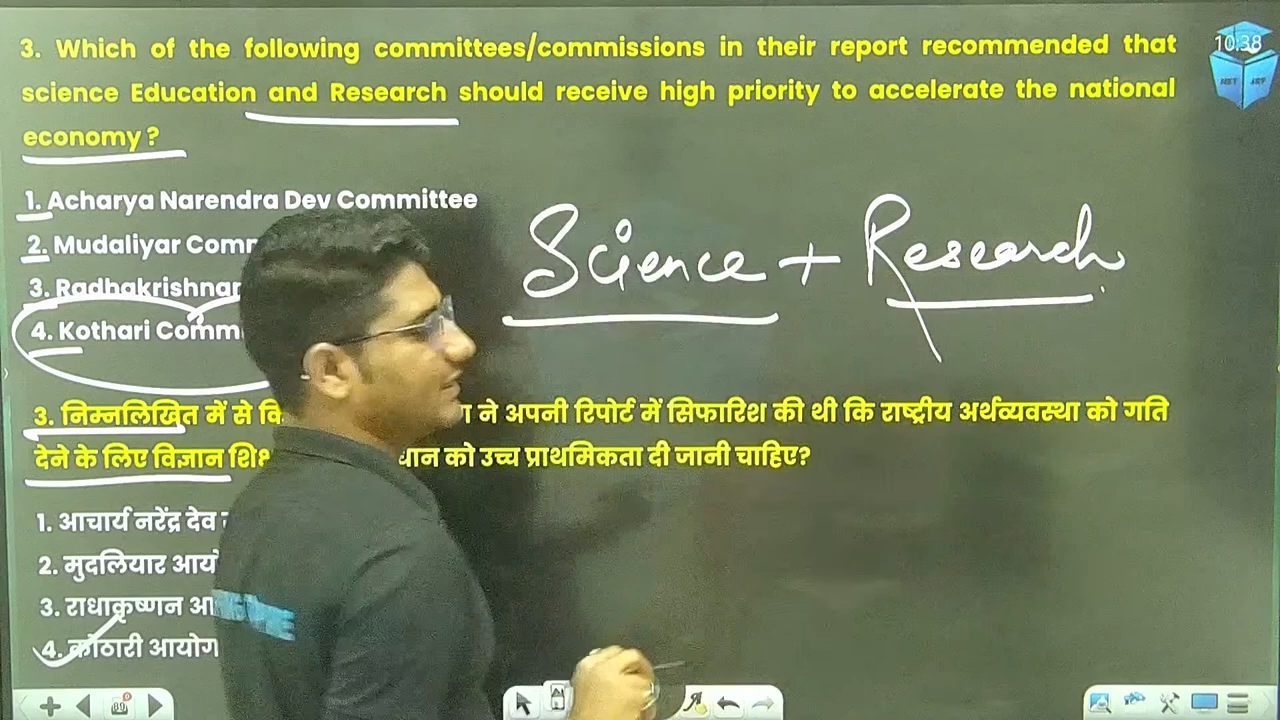 3. Which of the following committees/commissions in their report recommended that
science Education and Research should receive high priority to accelerate the national
economy?
1. Acharya Narendra Dev Committee
2. Mudaliyar Com
3. Radhakrishnan
4. Kothari Comm
Science + Research
3. निम्नलिखित में से कि ने अपनी रिपोर्ट में सिफारिश की थी कि राष्ट्रीय अर्थव्यवस्था को गति
देने के लिए विज्ञान को उच्च प्राथमिकता दी जानी चाहिए?
1. आचार्य नरेंद्र देव
2. मुदलियार
3. राधाकृष्णन
4. कोठारी आयोग
10:38
89